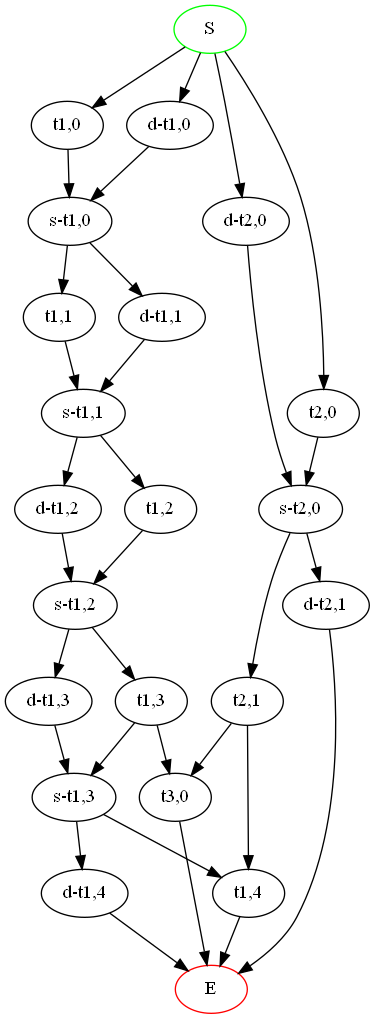 S
t1,0
d-t1,0
s-t1,0
d-t2,0
t1,1
d-t1,1
s-t1,1
t2,0
d-t1,2
t1,2
s-t2,0
s-t1,2
d-t2,1
d-t1,3
t1,3
t2,1
s-t1,3
t3,0
d-t1,4
t1,4
E